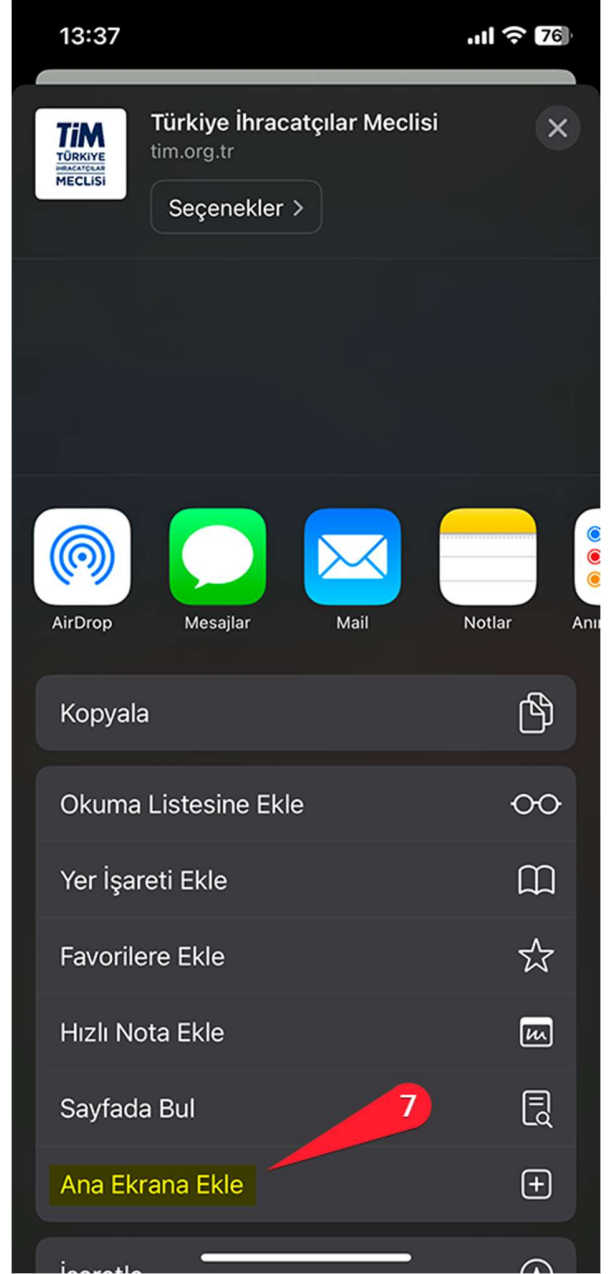 13:37
76
TİM
TÜRKİYE
İHRACATÇILAR
MECLİSİ
Türkiye İhracatçılar Meclisi
tim.org.tr
Seçenekler >
AirDrop
Mesajlar
Mail
Notlar
Kopyala
Okuma Listesine Ekle
Yer İşareti Ekle
Favorilere Ekle
Hızlı Nota Ekle
Sayfada Bul
7
Ana Ekrana Ekle